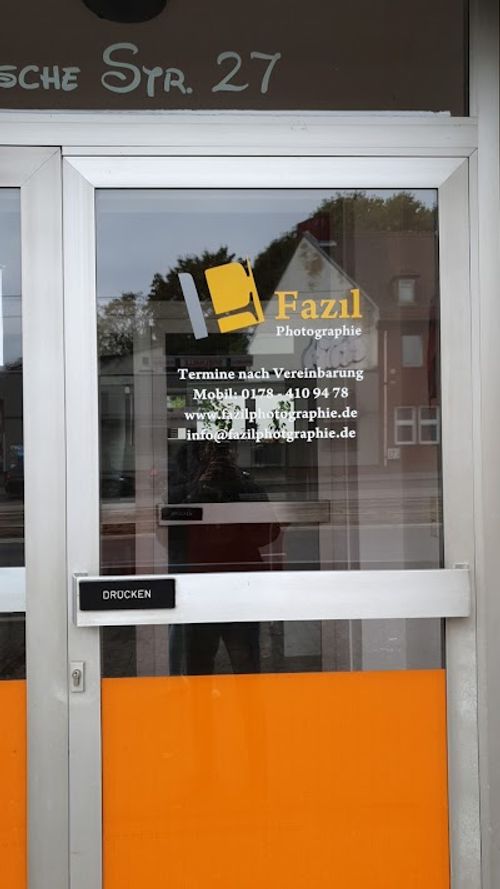 SCHE STR. 27
Fazıl
Photographie
Termine nach Vereinbarung
Mobil: 0178 - 410 94 78
www.fazilphotographie.de
info@fazilphotgraphie.de
DRÜCKEN